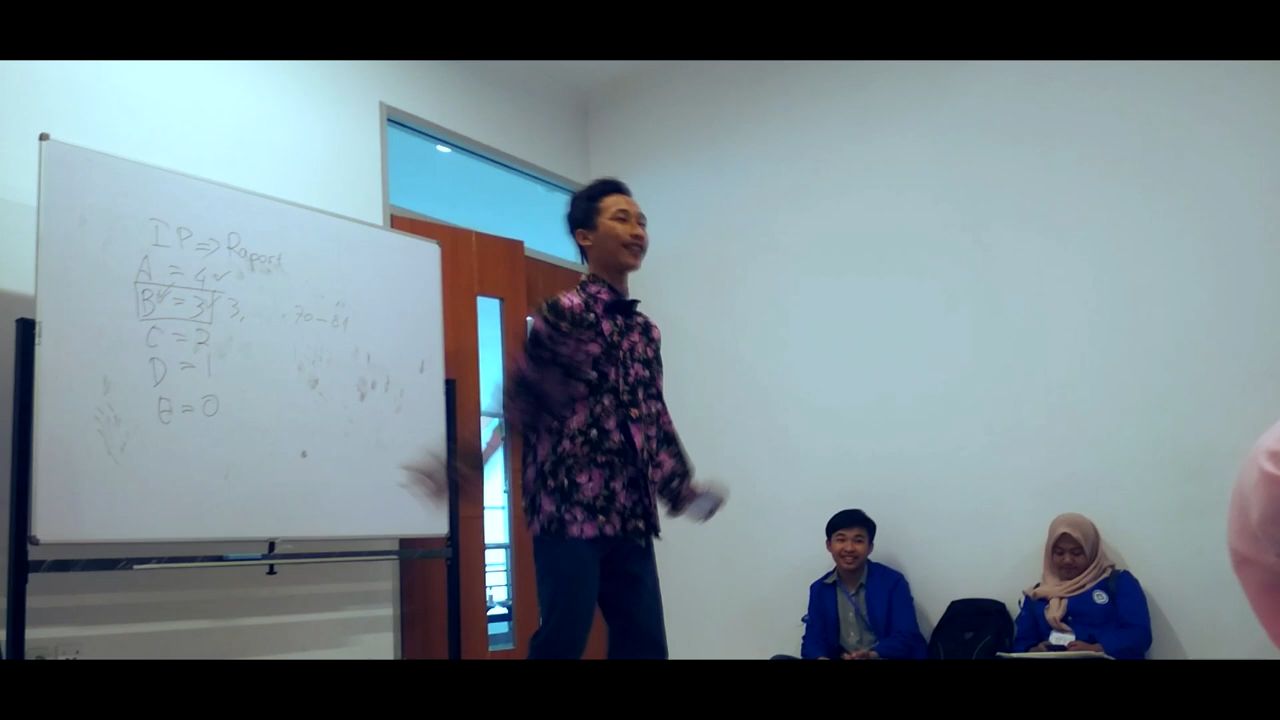 IP => Raport
A = 4 ✓
B ✓ = 3 ✓ 3,. . . . . 70 - 81
C = 2
D = 1
E = 0